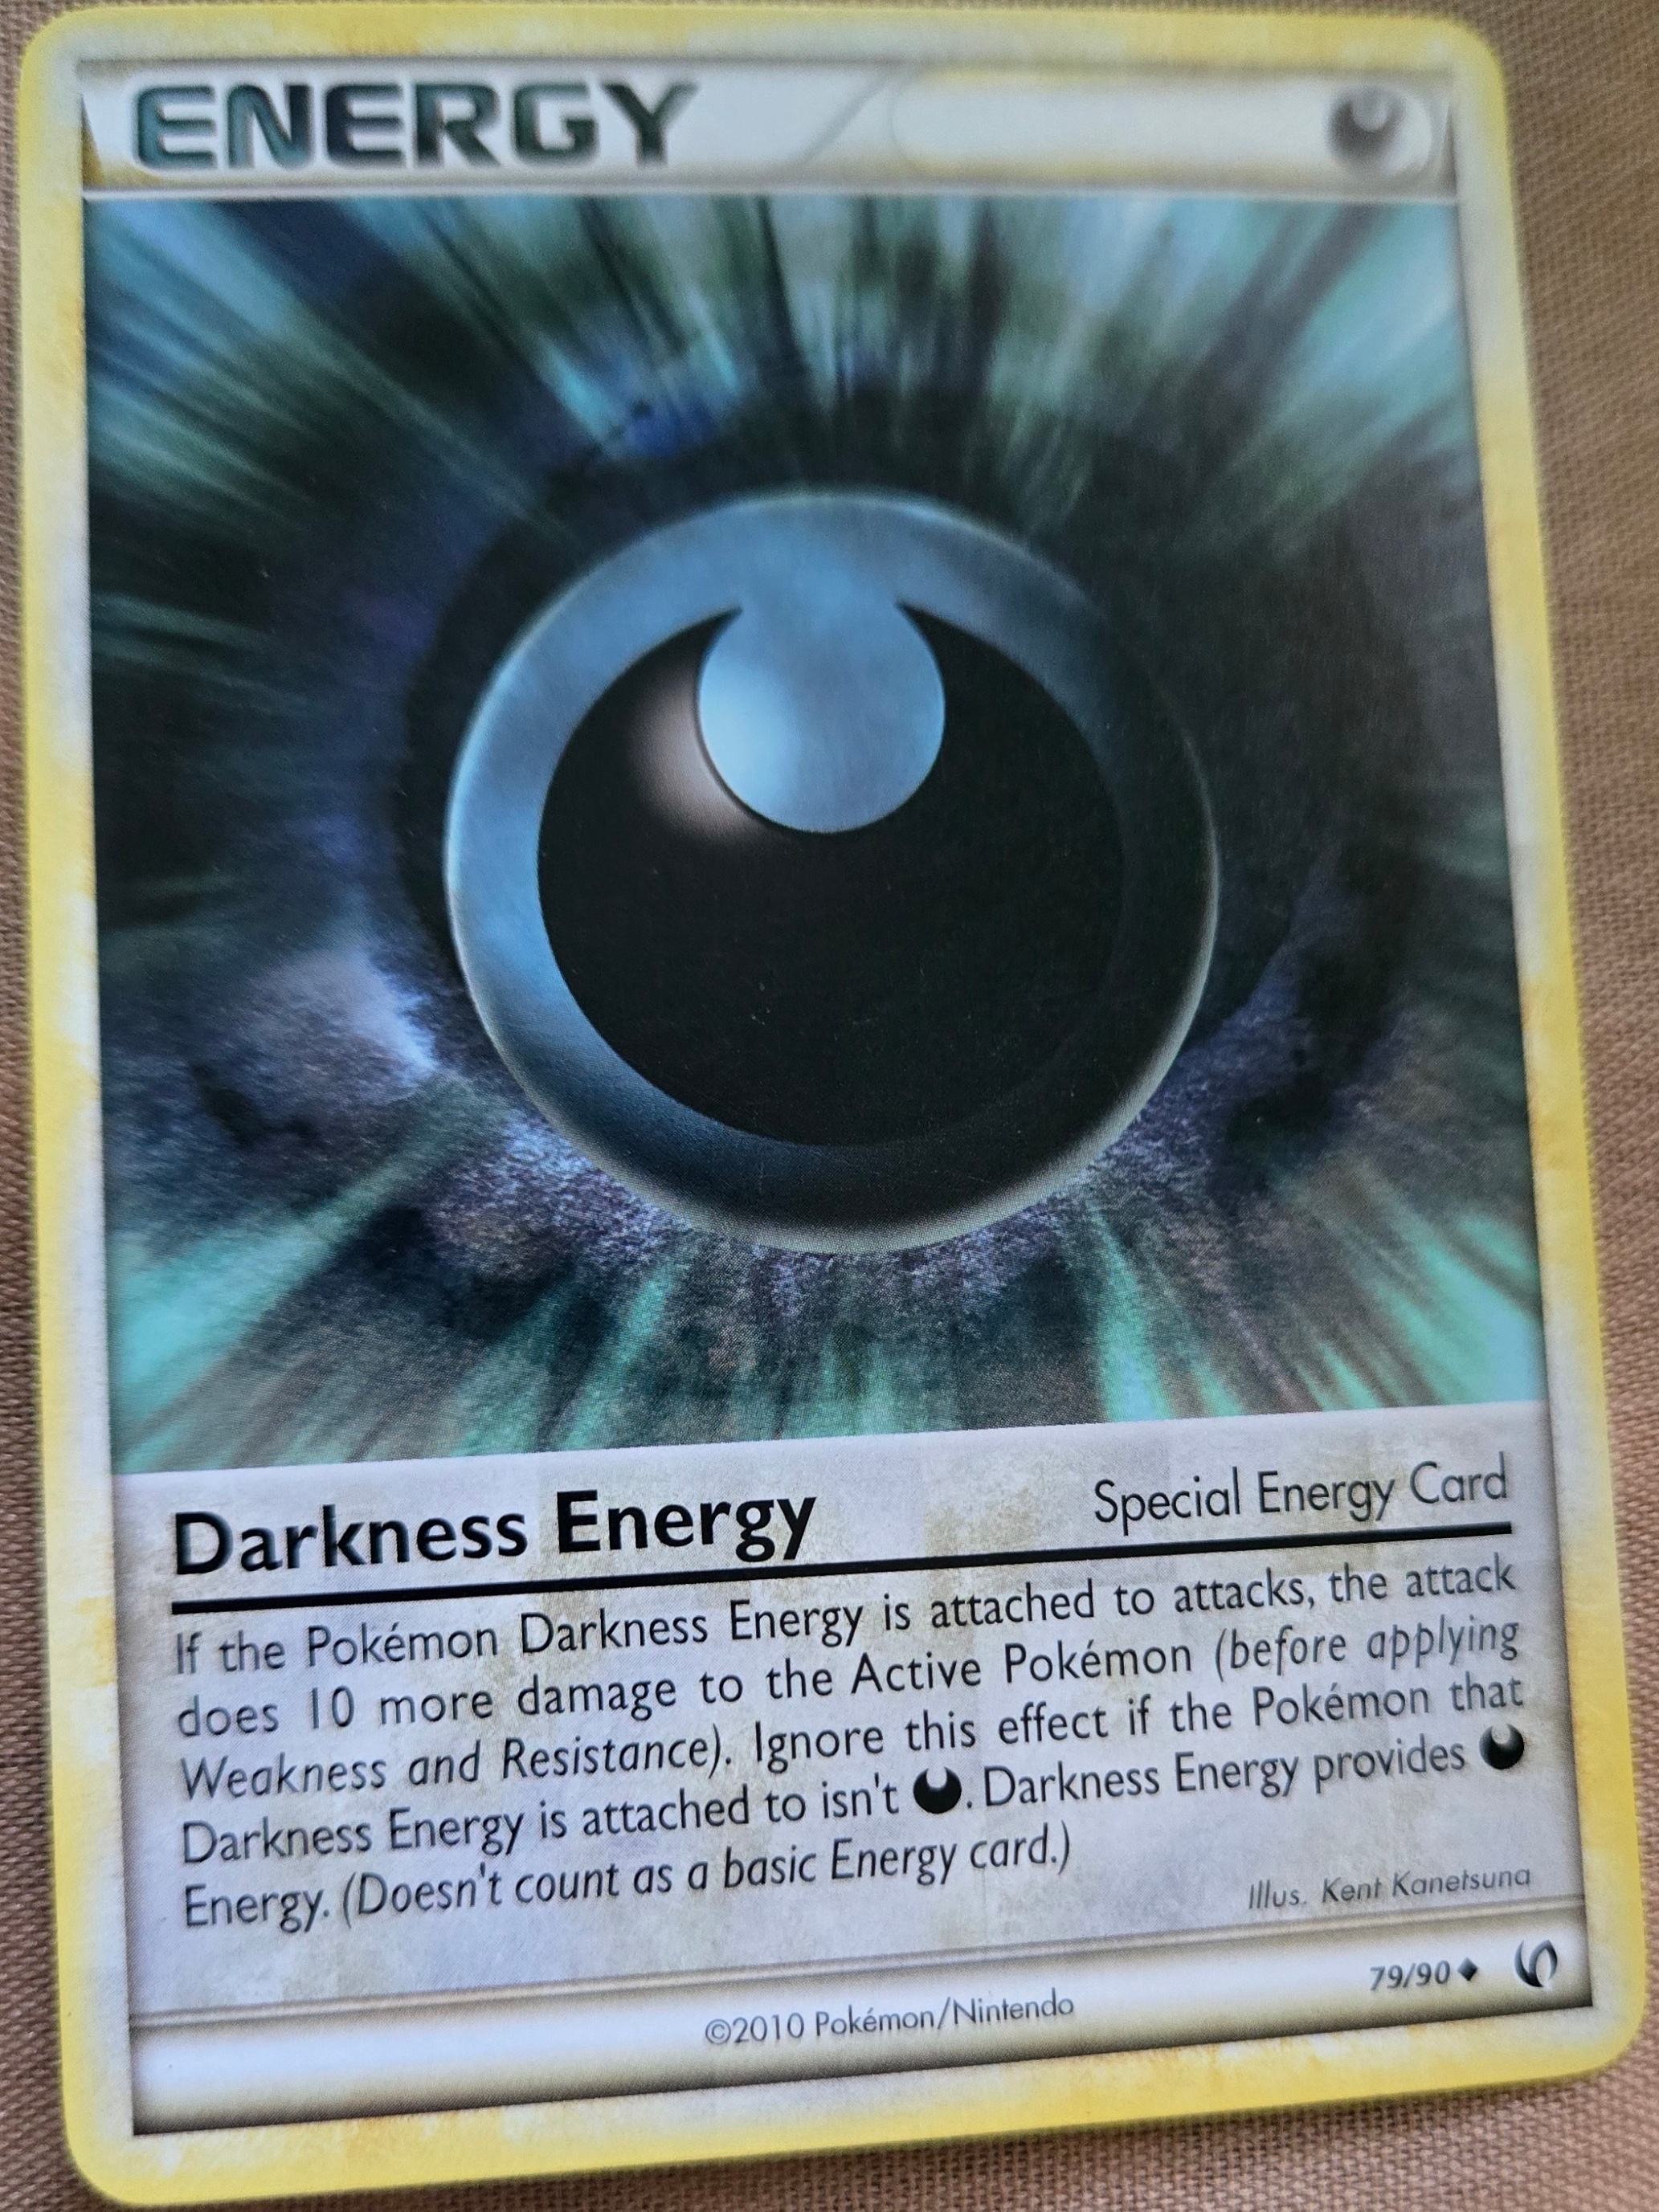 ENERGY
Darkness Energy
Special Energy Card
If the Pokémon Darkness Energy is attached to attacks, the attack
does 10 more damage to the Active Pokémon (before applying
Weakness and Resistance). Ignore this effect if the Pokémon that
Darkness Energy is attached to isn't . Darkness Energy provides
Energy. (Doesn't count as a basic Energy card.)
Illus. Kent Kanetsuna
79/90
©2010 Pokémon/Nintendo